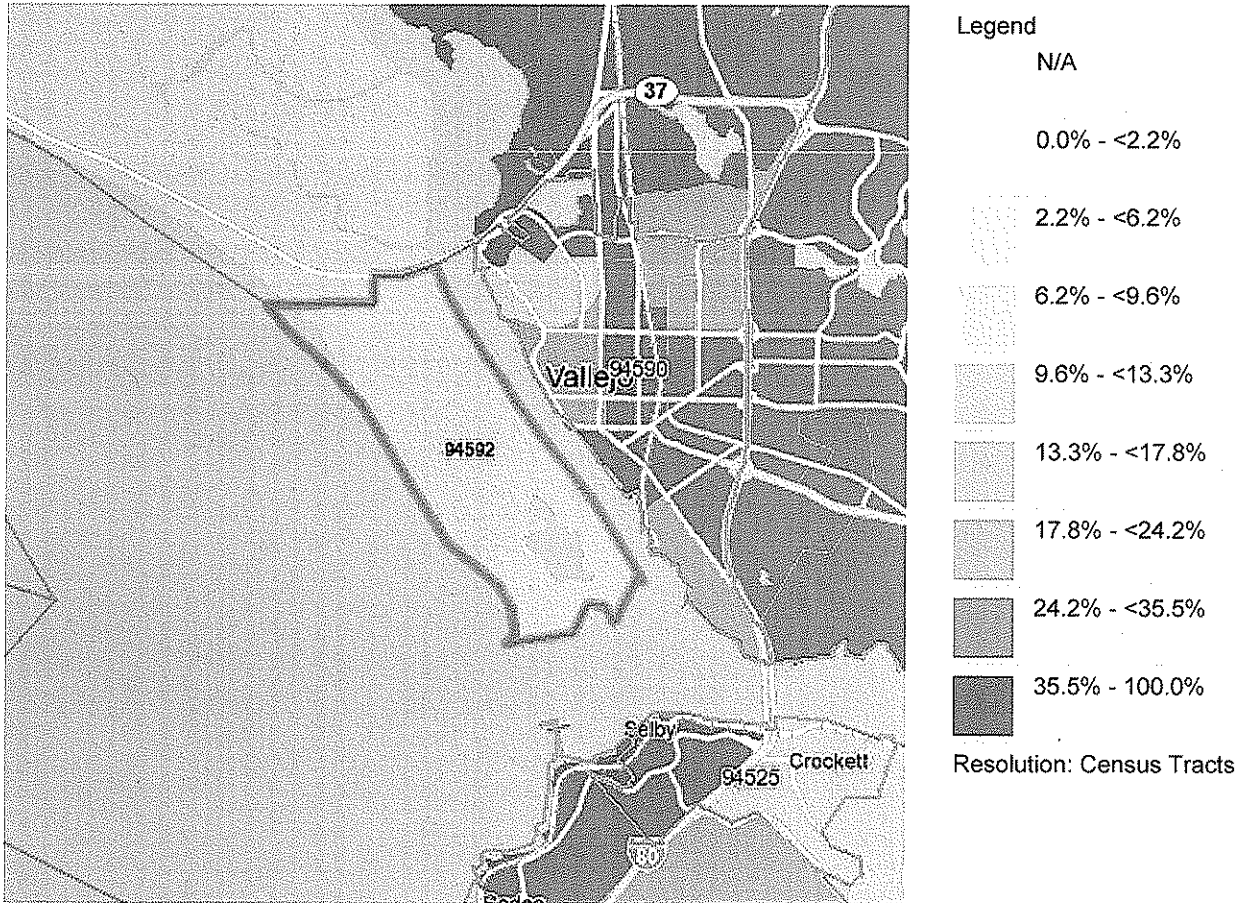 37
Vallejo
94590
94592
Selby
94525
Crockett
80
Rodeo
Legend
N/A
0.0% - <2.2%
2.2% - <6.2%
6.2% - <9.6%
9.6% - <13.3%
13.3% - <17.8%
17.8% - <24.2%
24.2% - <35.5%
35.5% - 100.0%
Resolution: Census Tracts